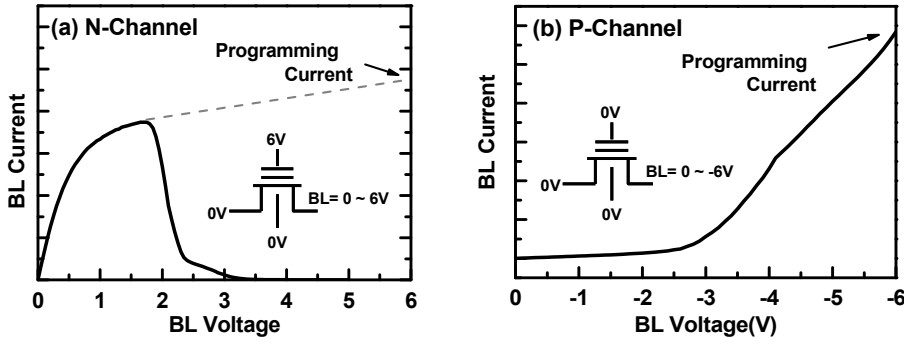 (a) N-Channel
Programming
Current
BL Current
6V
0V
BL= 0 ~ 6V
0V
0 1 2 3 4 5 6
BL Voltage
(b) P-Channel
Programming
Current
BL Current
0V
0V
BL= 0 ~ -6V
0V
0 -1 -2 -3 -4 -5 -6
BL Voltage(V)